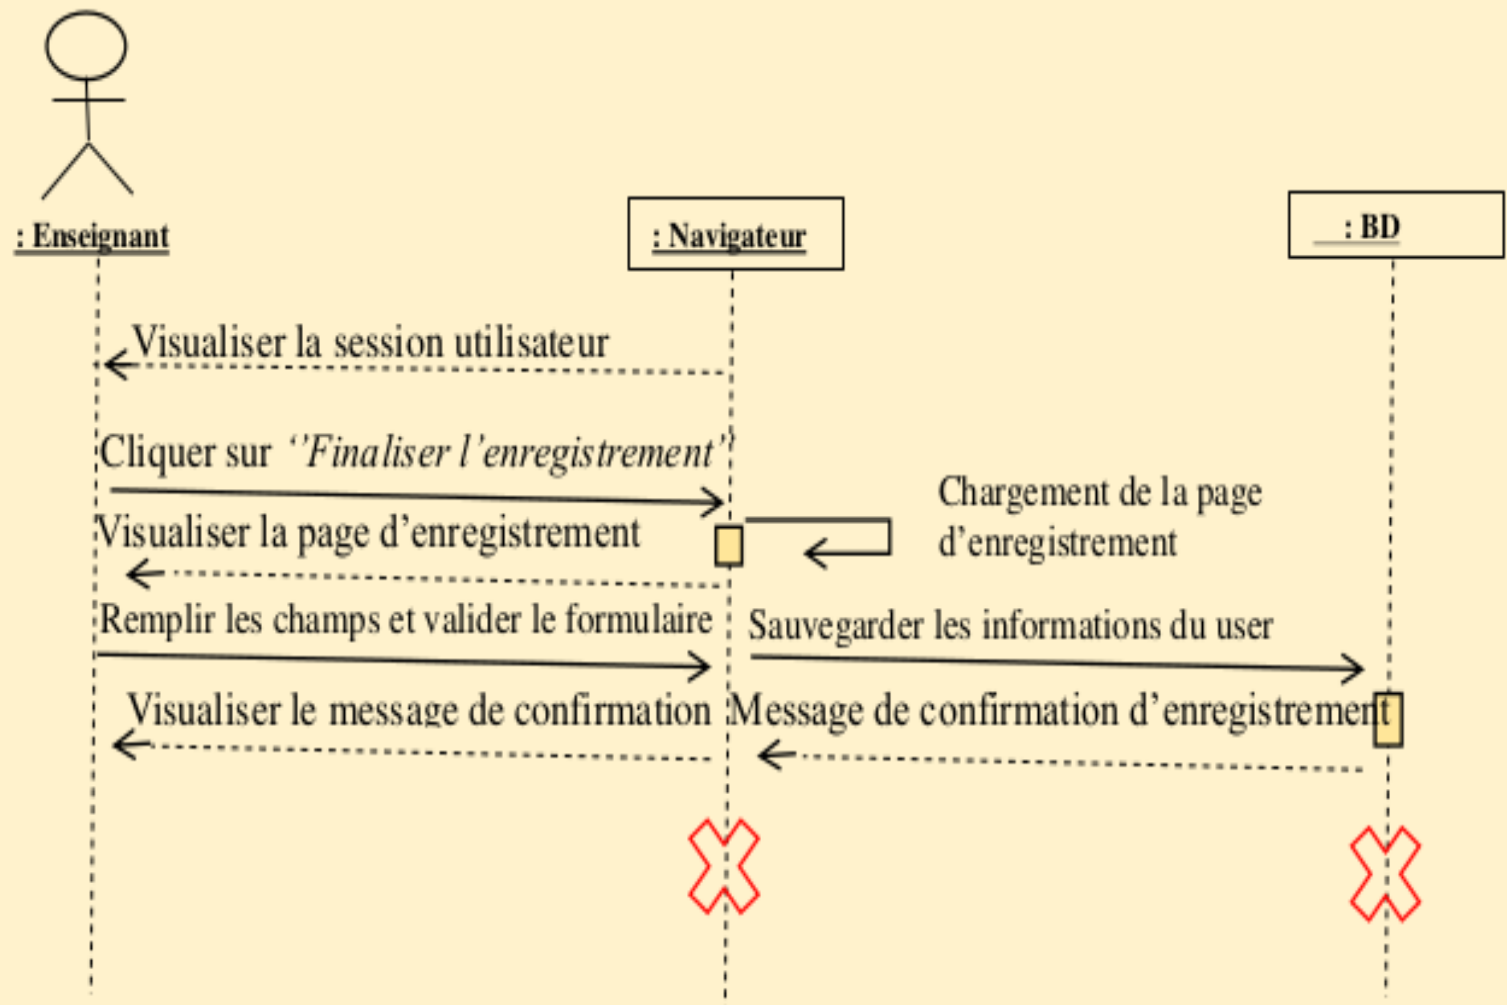 : Enseignant
: Navigateur
: BD
Visualiser la session utilisateur
Cliquer sur ‘’Finaliser l’enregistrement’’
Chargement de la page
d’enregistrement
Visualiser la page d’enregistrement
Remplir les champs et valider le formulaire
Sauvegarder les informations du user
Visualiser le message de confirmation
Message de confirmation d’enregistrement